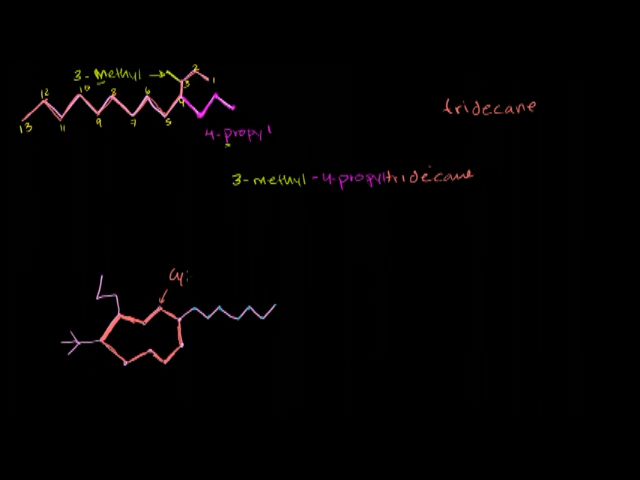 3-Methyl → 2
3 1
12 10 8 6 4
13 11 9 7 5
tridecane
4-propyl
3-methyl-4-propyltridecane
Cy